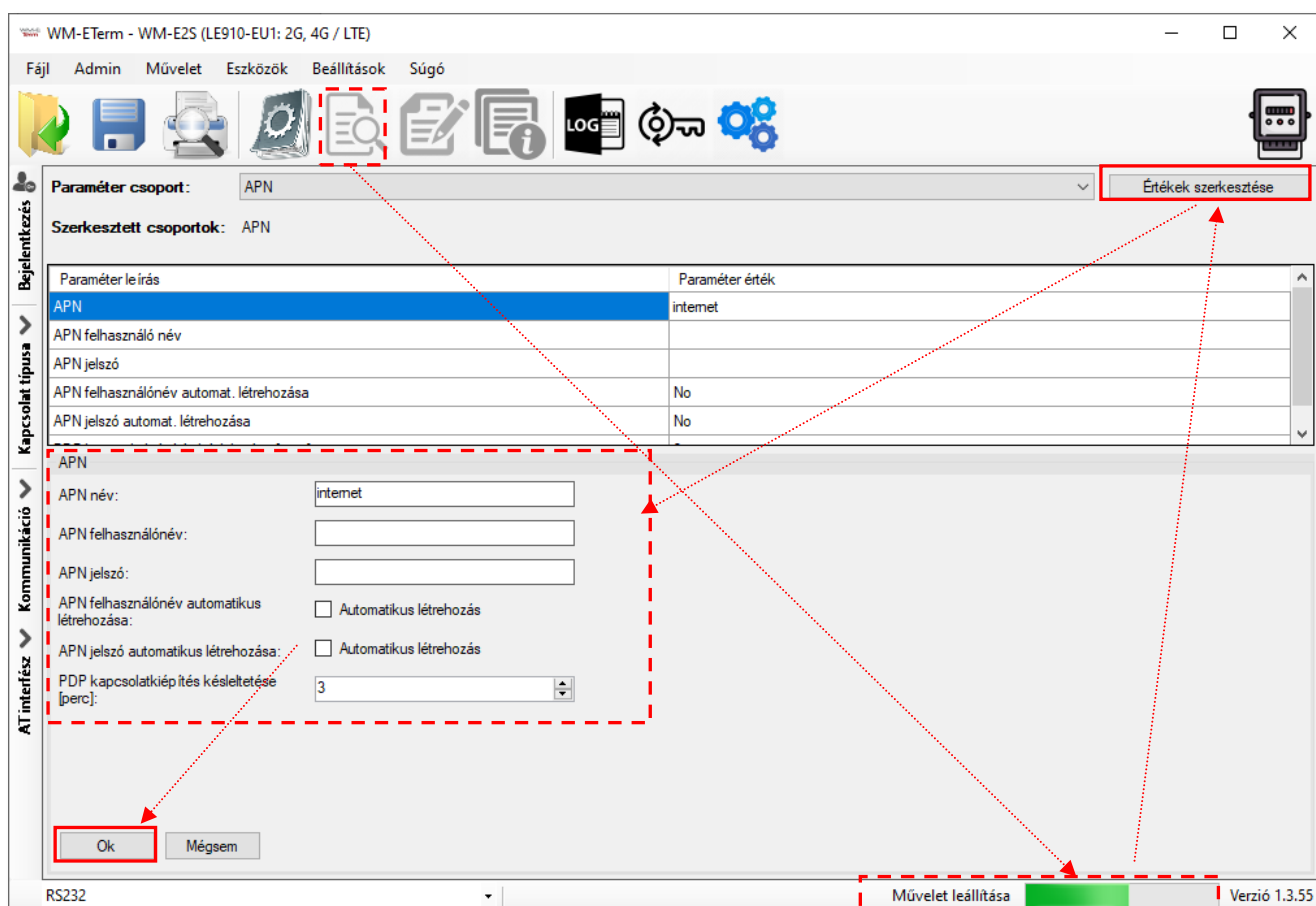 WM-ETerm - WM-E2S (LE910-EU1: 2G, 4G / LTE)
Fájl Admin Művelet Eszközök Beállítások Súgó
LOG
Paraméter csoport: APN Értékek szerkesztése
Szerkesztett csoportok: APN
Bejelentkezés
Kapcsolat típusa
Kommunikáció
AT interfész
Paraméter leírás Paraméter érték
APN internet
APN felhasználó név
APN jelszó
APN felhasználónév automat. létrehozása No
APN jelszó automat. létrehozása No
APN
APN név: internet
APN felhasználónév:
APN jelszó:
APN felhasználónév automatikus
létrehozása: Automatikus létrehozás
APN jelszó automatikus létrehozása: Automatikus létrehozás
PDP kapcsolatkiépítés késleltetése
[perc]: 3
Ok Mégsem
RS232 Művelet leállítása Verzió 1.3.55